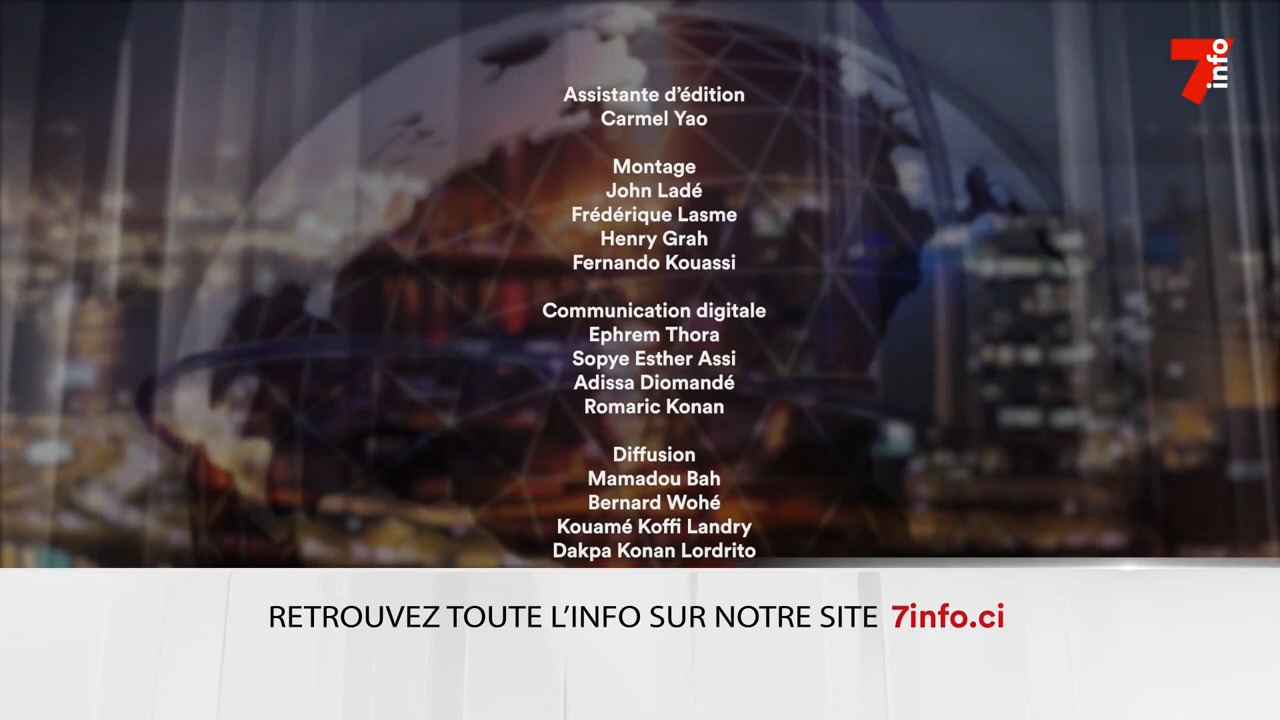 7info
Assistante d’édition
Carmel Yao
Montage
John Ladé
Frédérique Lasme
Henry Grah
Fernando Kouassi
Communication digitale
Ephrem Thora
Sopye Esther Assi
Adissa Diomandé
Romaric Konan
Diffusion
Mamadou Bah
Bernard Wohé
Kouamé Koffi Landry
Dakpa Konan Lordrito
RETROUVEZ TOUTE L’INFO SUR NOTRE SITE 7info.ci